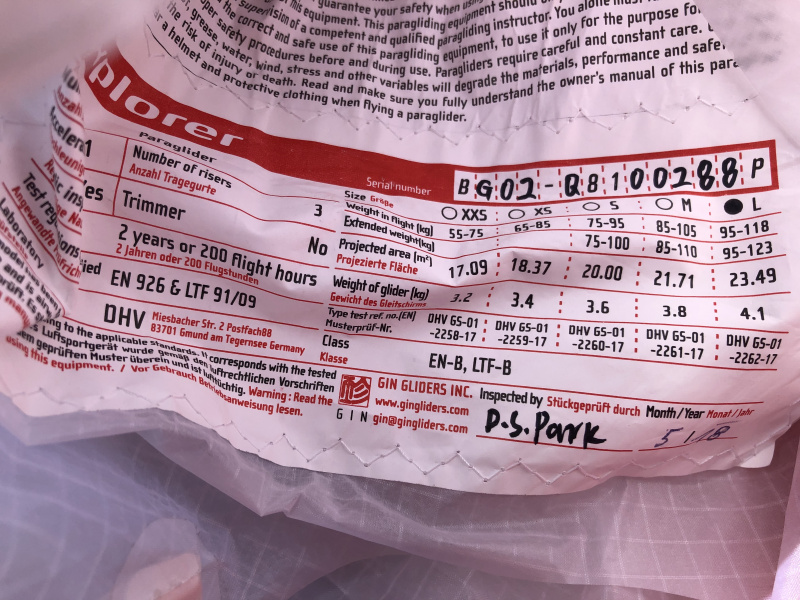 guarantee your safety when using
this equipment. This paragliding equipment should
supervision of a competent and qualified paragliding instructor. You alone must
the correct and safe use of this paragliding equipment, to use it only for the purpose fo
per safety procedures before and during use. Paragliders require careful and constant care.
grease, water, wind, stress and other variables will degrade the materials, performance and safe
the risk of injury or death. Read and make sure you fully understand the owner's manual of this para
a helmet and protective clothing when flying a paraglider.
plorer
Paraglider
Serial number BG02-Q8100288P
Number of risers 3
Anzahl Tragegurte
Trimmer No
2 years or 200 flight hours
2 Jahren oder 200 Flugstunden
EN 926 & LTF 91/09
DHV Miesbacher Str. 2 Postfach88
83701 Gmund am Tegernsee Germany
Size Größe XXS XS S M L
Weight in flight (kg) 55-75 65-85 75-95 85-105 95-118
Extended weight(kg) 75-100 85-110 95-123
Projected area (m²) 17.09 18.37 20.00 21.71 23.49
Projezierte Fläche
Weight of glider (kg) 3.2 3.4 3.6 3.8 4.1
Gewicht des Gleitschirms
Type test ref. no.(EN) DHV GS-01 DHV GS-01 DHV GS-01 DHV GS-01 DHV GS-01
Musterprüf-Nr. -2258-17 -2259-17 -2260-17 -2261-17 -2262-17
Class EN-B, LTF-B
Klasse
to the applicable standards. It corresponds with the tested
Luftsportgerät wurde gemäß den luftrechtlichen Vorschriften
geprüften Muster überein und ist lufttüchtig. Warning : Read the
using this equipment. / Vor Gebrauch Betriebsanweisung lesen.
GIN
GIN GLIDERS INC.
www.gingliders.com
gin@gingliders.com
Inspected by Stückgeprüft durch D.S.Park
Month / Year Monat / Jahr 5 / 18